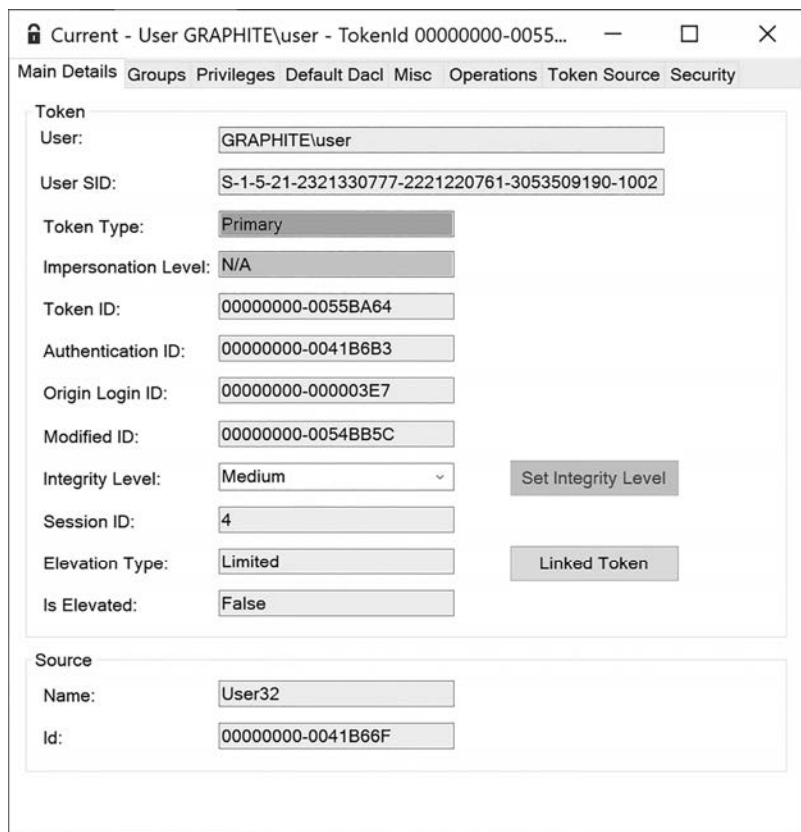 Current - User GRAPHITE\user - TokenId 00000000-0055...
Main Details Groups Privileges Default Dacl Misc Operations Token Source Security
Token
User: GRAPHITE\user
User SID: S-1-5-21-2321330777-2221220761-3053509190-1002
Token Type: Primary
Impersonation Level: N/A
Token ID: 00000000-0055BA64
Authentication ID: 00000000-0041B6B3
Origin Login ID: 00000000-000003E7
Modified ID: 00000000-0054BB5C
Integrity Level: Medium Set Integrity Level
Session ID: 4
Elevation Type: Limited Linked Token
Is Elevated: False
Source
Name: User32
Id: 00000000-0041B66F